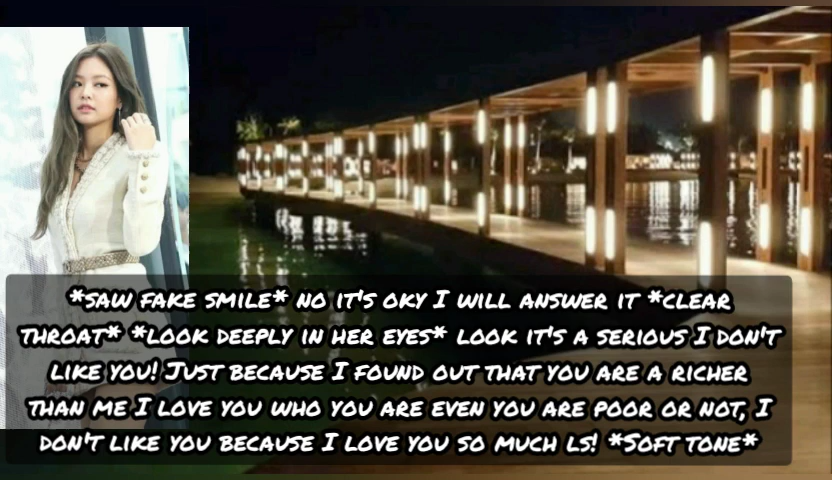 *saw fake smile* no it's oky I will answer it *clear
throat* *look deeply in her eyes* look it's a serious I don't
like you! Just because I found out that you are a richer
than me I love you who you are even you are poor or not, I
don't like you because I love you so much ls! *Soft tone*